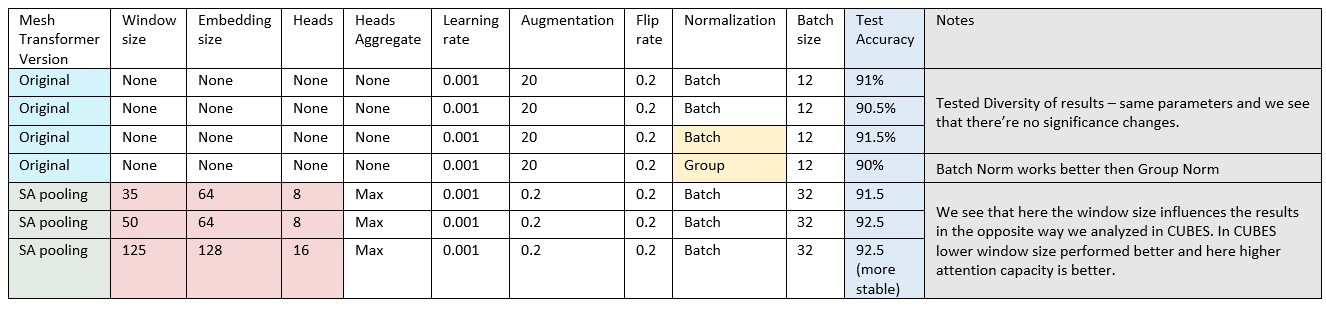 Mesh Transformer Version Window size Embedding size Heads Heads Aggregate Learning rate Augmentation Flip rate Normalization Batch size Test Accuracy Notes
Original None None None None 0.001 20 0.2 Batch 12 91%
Original None None None None 0.001 20 0.2 Batch 12 90.5%
Original None None None None 0.001 20 0.2 Batch 12 91.5%
Tested Diversity of results – same parameters and we see
that there’re no significance changes.
Original None None None None 0.001 20 0.2 Group 12 90%
Batch Norm works better then Group Norm
SA pooling 35 64 8 Max 0.001 0.2 0.2 Batch 32 91.5
SA pooling 50 64 8 Max 0.001 0.2 0.2 Batch 32 92.5
SA pooling 125 128 16 Max 0.001 0.2 0.2 Batch 32 92.5
(more
stable)
We see that here the window size influences the results
in the opposite way we analyzed in CUBES. In CUBES
lower window size performed better and here higher
attention capacity is better.